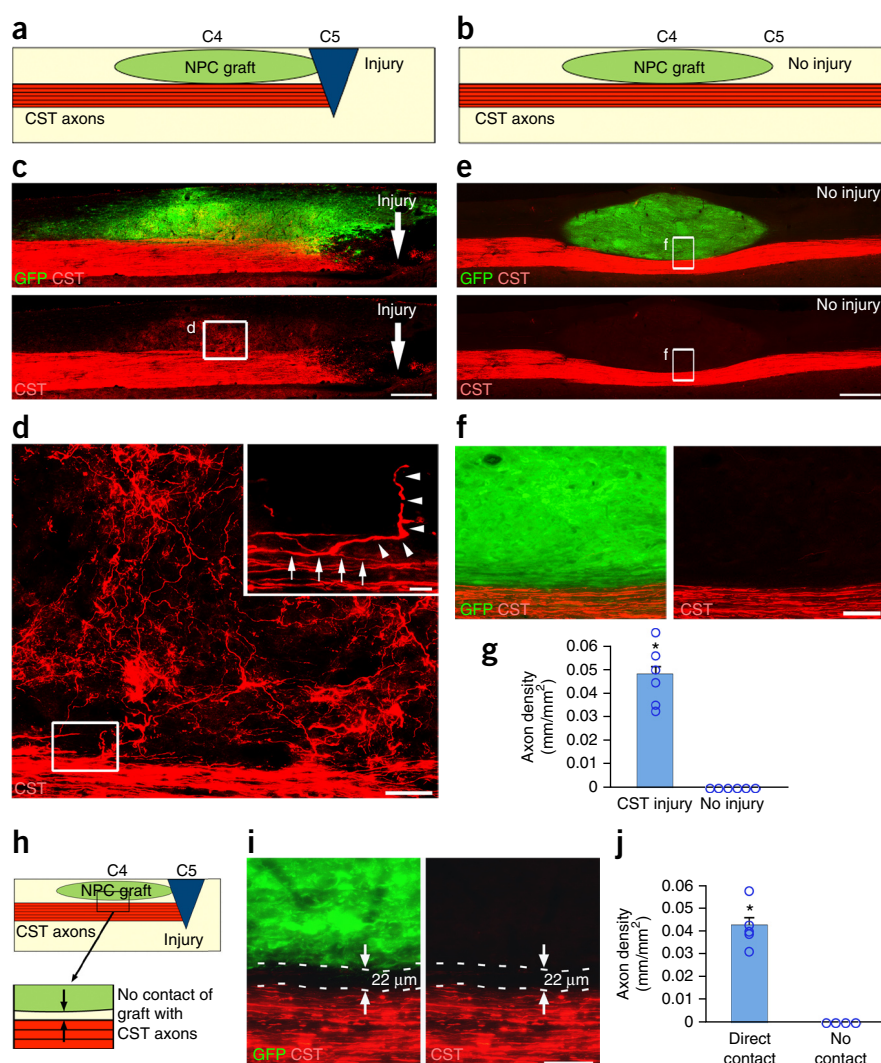 a
C4
C5
NPC graft
Injury
CST axons
b
C4
C5
NPC graft
No injury
CST axons
c
Injury
GFP CST
d
Injury
CST
e
No injury
f
GFP CST
No injury
f
CST
d
CST
f
GFP CST
CST
g
Axon density
(mm/mm²)
0.06
0.05
0.04
0.03
0.02
0.01
0
*
CST injury
No injury
h
C4
C5
NPC graft
CST axons
Injury
No contact of
graft with
CST axons
i
22 µm
22 µm
GFP CST
CST
j
Axon density
(mm/mm²)
0.06
0.05
0.04
0.03
0.02
0.01
0
*
Direct
contact
No
contact